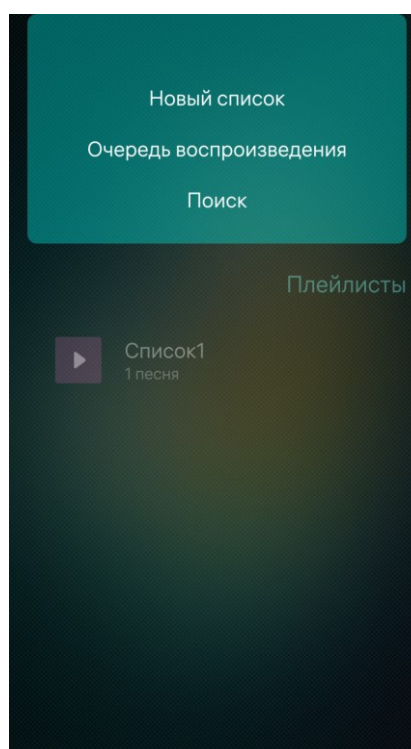 Новый список
Очередь воспроизведения
Поиск
Плейлисты
Список1
1 песня